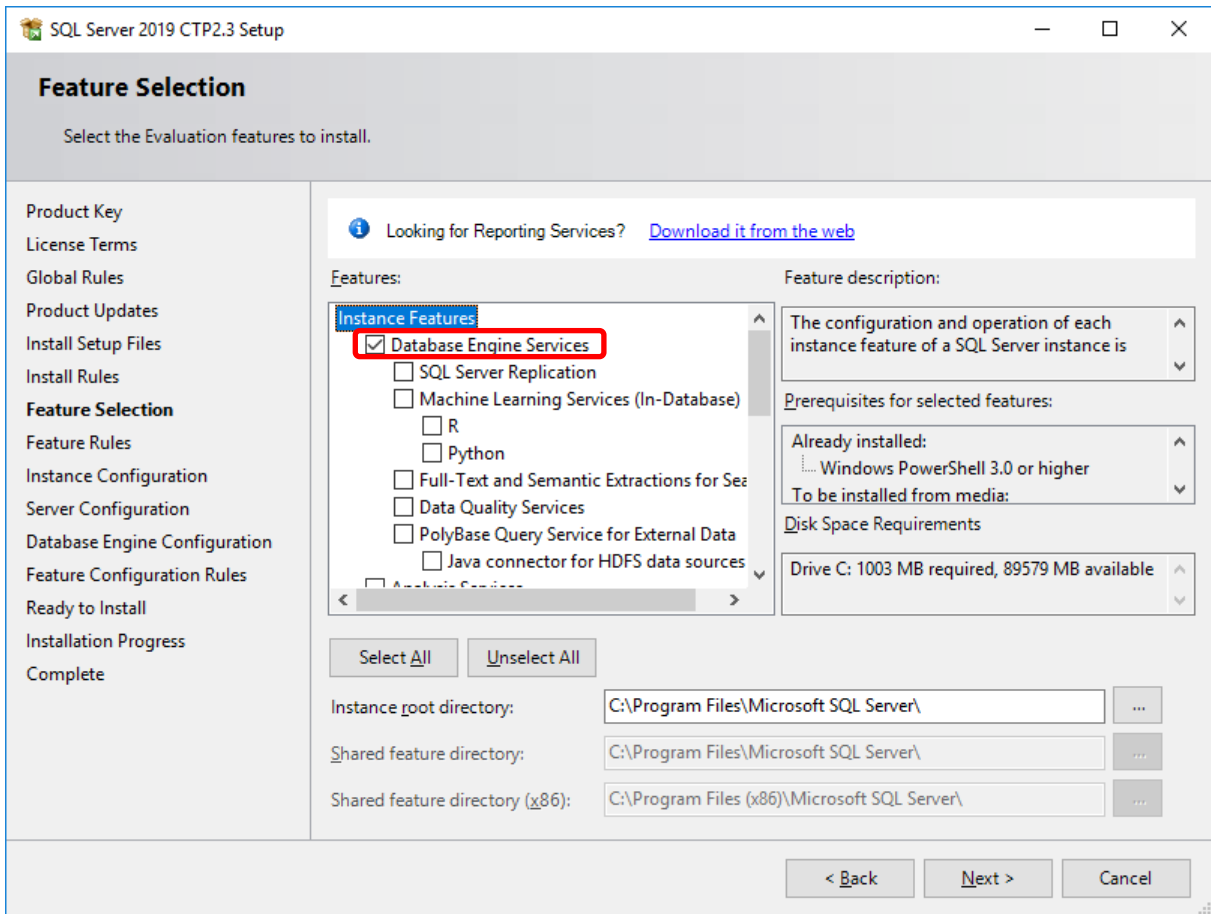 SQL Server 2019 CTP2.3 Setup
Feature Selection
Select the Evaluation features to install.
Product Key
License Terms
Global Rules
Product Updates
Install Setup Files
Install Rules
Feature Selection
Feature Rules
Instance Configuration
Server Configuration
Database Engine Configuration
Feature Configuration Rules
Ready to Install
Installation Progress
Complete
Looking for Reporting Services? Download it from the web
Features:
Instance Features
Database Engine Services
SQL Server Replication
Machine Learning Services (In-Database)
R
Python
Full-Text and Semantic Extractions for Sea
Data Quality Services
PolyBase Query Service for External Data
Java connector for HDFS data sources
Analysis Services
Feature description:
The configuration and operation of each
instance feature of a SQL Server instance is
Prerequisites for selected features:
Already installed:
Windows PowerShell 3.0 or higher
To be installed from media:
Disk Space Requirements
Drive C: 1003 MB required, 89579 MB available
Select All
Unselect All
Instance root directory:
C:\Program Files\Microsoft SQL Server\
...
Shared feature directory:
C:\Program Files\Microsoft SQL Server\
...
Shared feature directory (x86):
C:\Program Files (x86)\Microsoft SQL Server\
...
< Back
Next >
Cancel